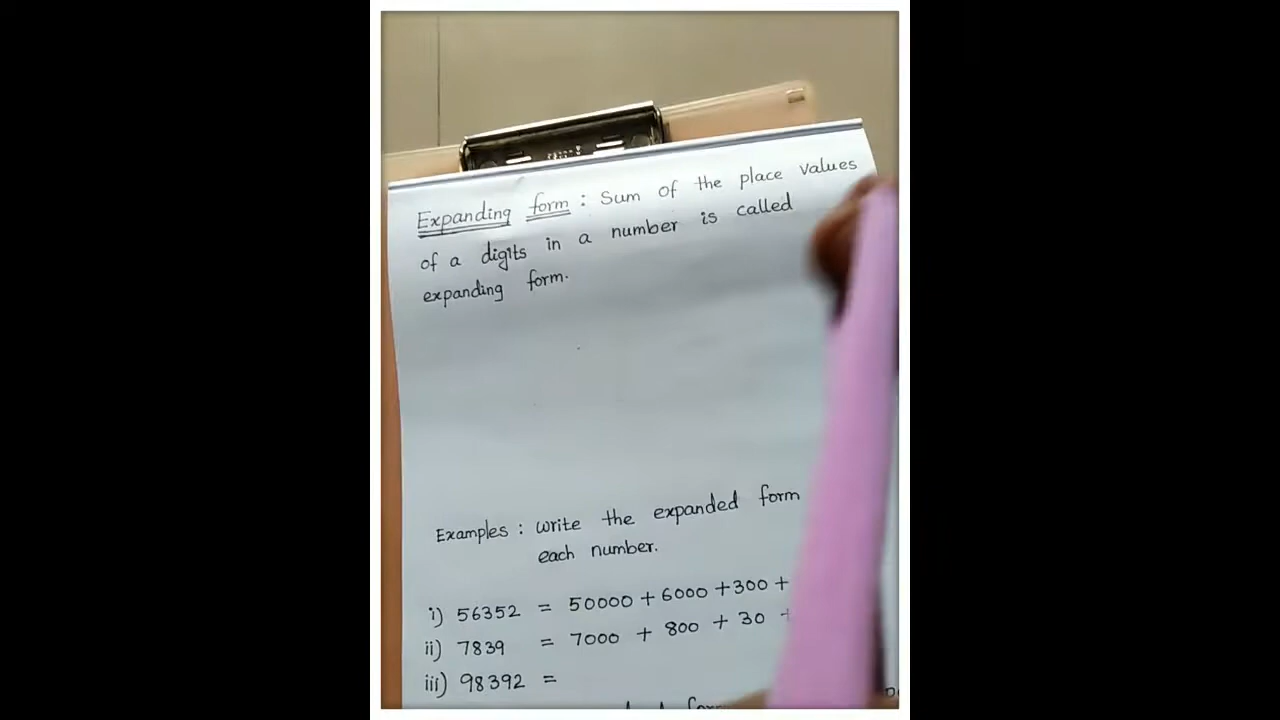 Expanding form : Sum of the place values
of a digits in a number is called
expanding form.
Examples : write the expanded form
each number.
i) 56352 = 50000 + 6000 + 300 +
ii) 7839 = 7000 + 800 + 30 +
iii) 98392 =